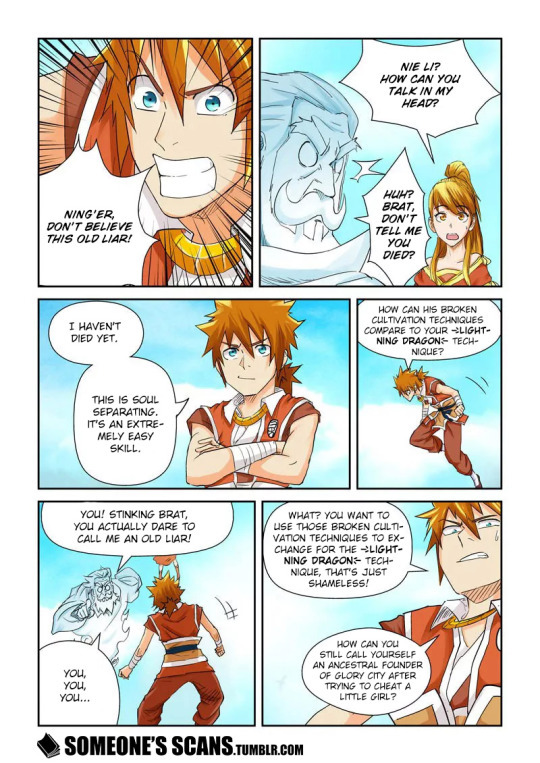 NING'ER,
DON'T BELIEVE
THIS OLD LIAR!
NIE LI?
HOW CAN YOU
TALK IN MY
HEAD?
HUH?
BRAT,
DON'T
TELL ME
YOU
DIED?
I HAVEN'T
DIED YET.
THIS IS SOUL
SEPARATING.
IT'S AN EXTRE-
MELY EASY
SKILL.
HOW CAN HIS BROKEN
CULTIVATION TECHNIQUES
COMPARE TO YOUR -:LIGHT-
NING DRAGON:- TECH-
NIQUE?
YOU! STINKING BRAT,
YOU ACTUALLY DARE TO
CALL ME AN OLD LIAR!
YOU,
YOU,
YOU...
WHAT? YOU WANT TO
USE THOSE BROKEN CULTI-
VATION TECHNIQUES TO EX-
CHANGE FOR THE -:LIGHT-
NING DRAGON:- TECH-
NIQUE, THAT'S JUST
SHAMELESS!
HOW CAN YOU
STILL CALL YOURSELF
AN ANCESTRAL FOUNDER
OF GLORY CITY AFTER
TRYING TO CHEAT A
LITTLE GIRL?
SOMEONE'S SCANS.TUMBLR.COM